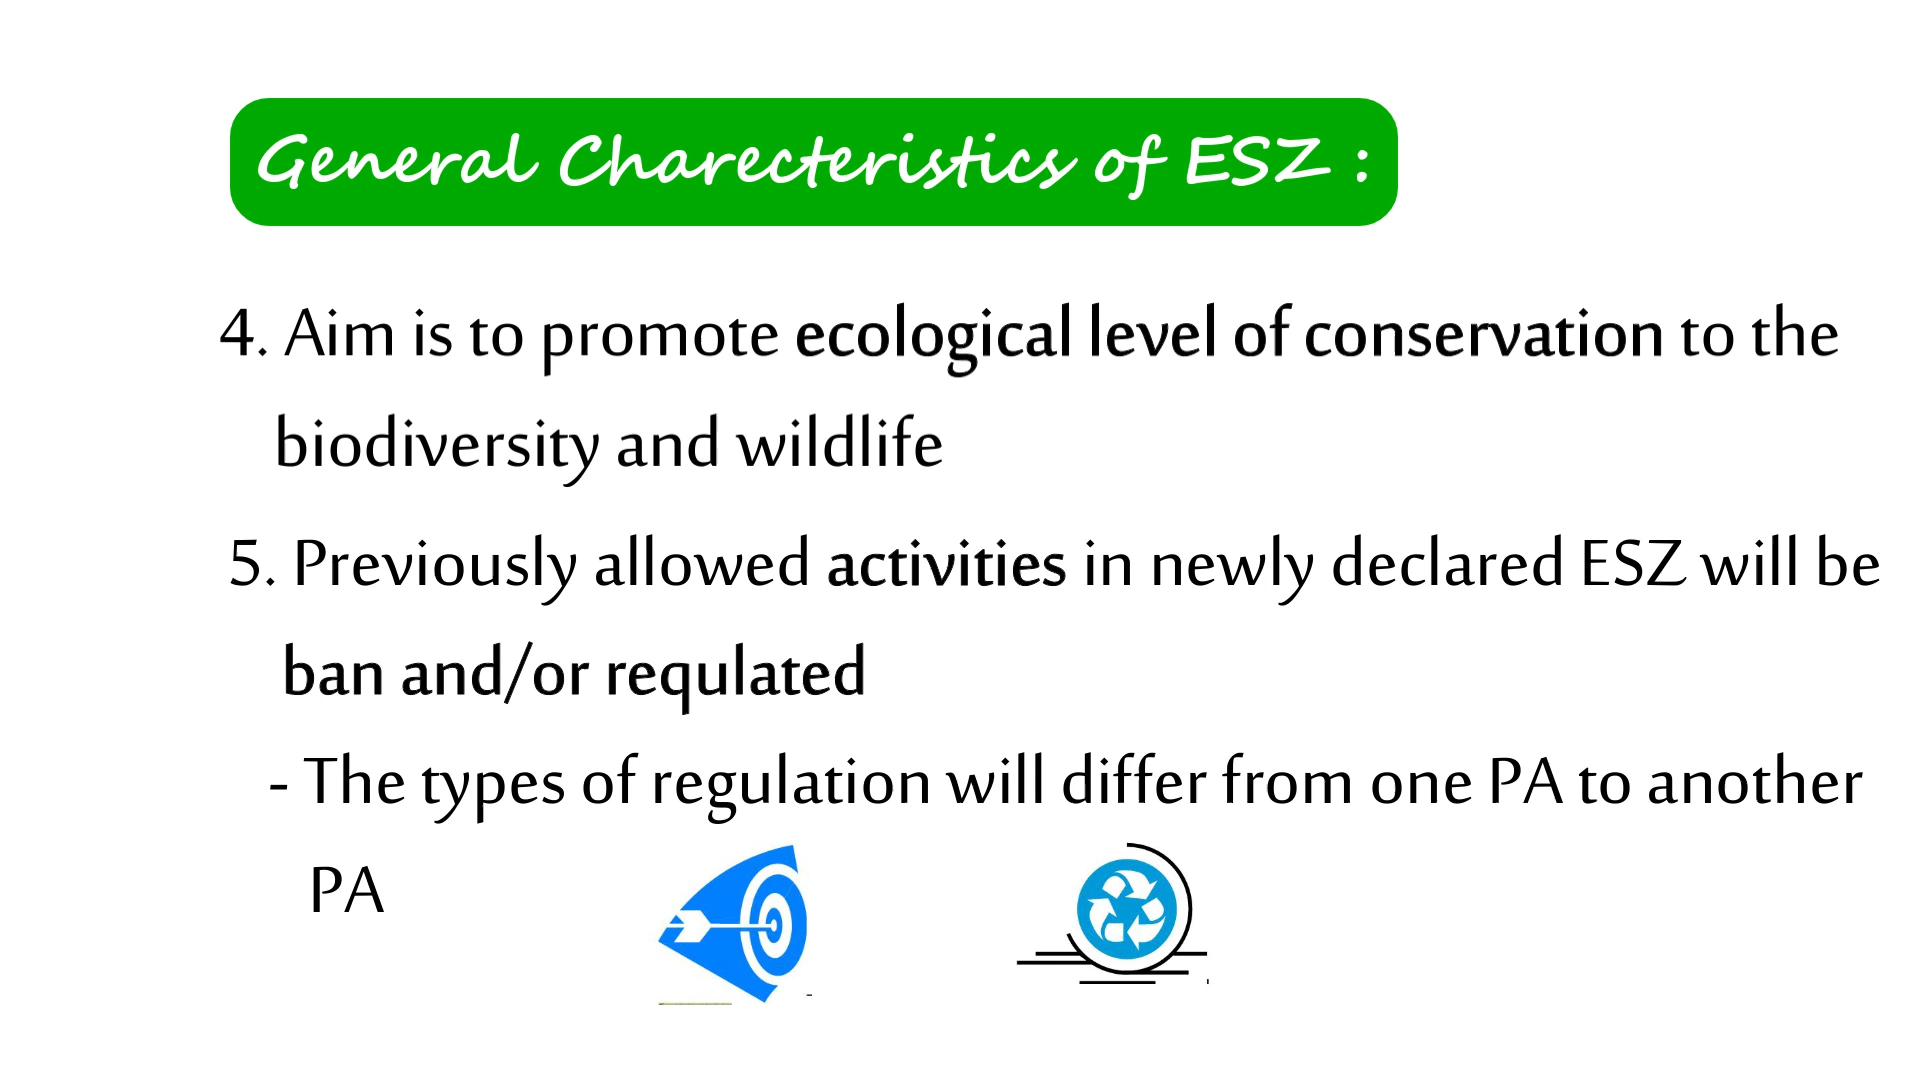 General Charecteristics of ESZ :
4. Aim is to promote ecological level of conservation to the
biodiversity and wildlife
5. Previously allowed activities in newly declared ESZ will be
ban and/or requlated
- The types of regulation will differ from one PA to another
PA